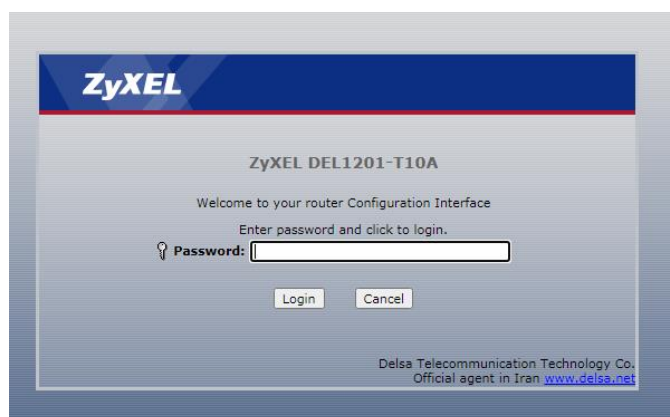 ZyXEL
ZyXEL DEL1201-T10A
Welcome to your router Configuration Interface
Enter password and click to login.
Password:
Login Cancel
Delsa Telecommunication Technology Co.
Official agent in Iran www.delsa.net